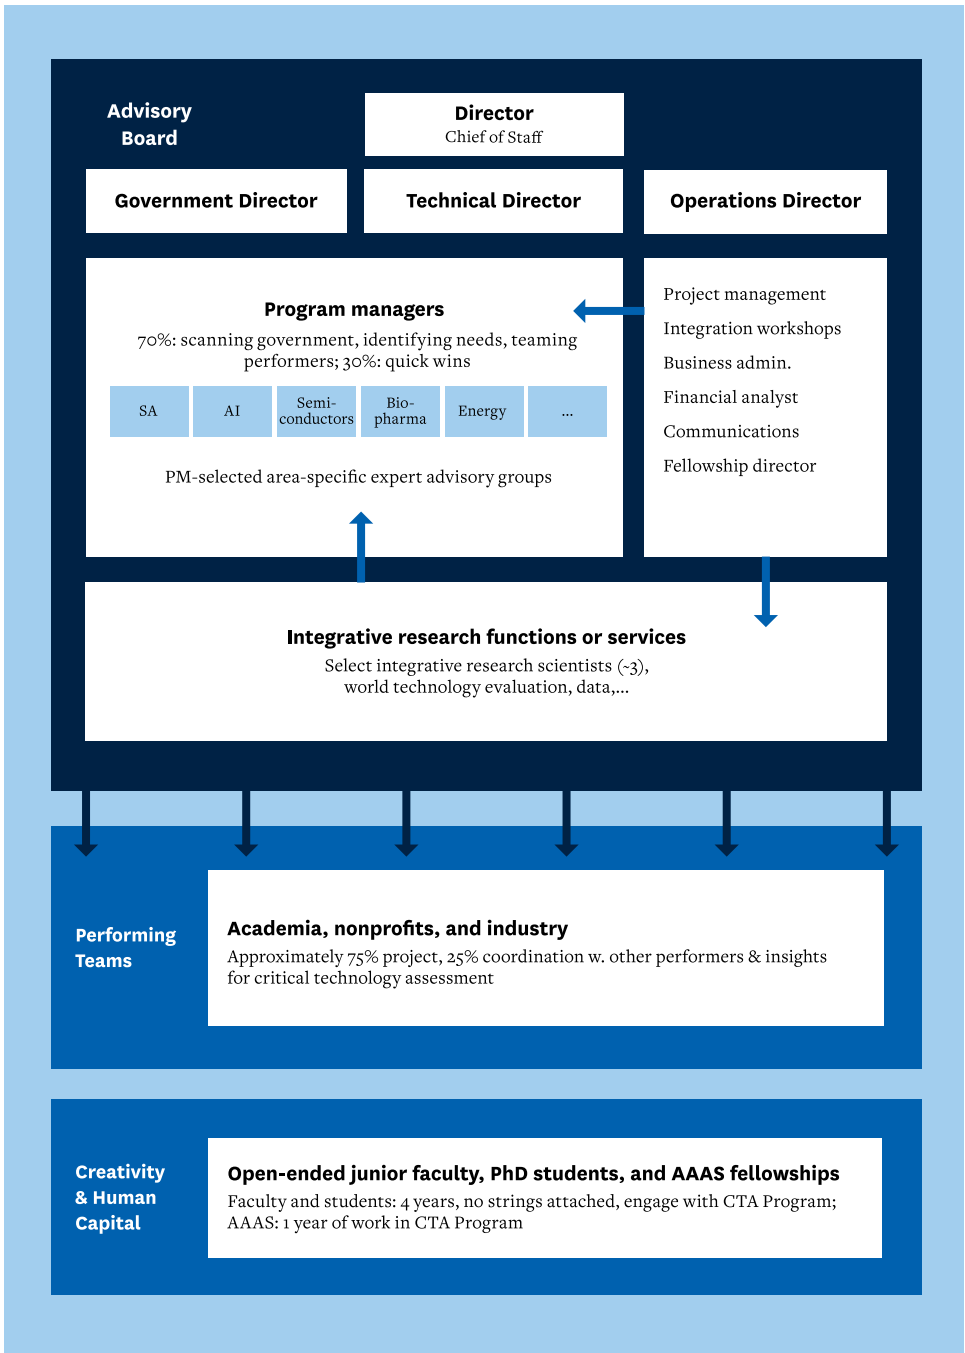 Advisory
Board
Director
Chief of Staff
Government Director
Technical Director
Operations Director
Program managers
70%: scanning government, identifying needs, teaming
performers; 30%: quick wins
SA
AI
Semi-
conductors
Bio-
pharma
Energy
...
PM-selected area-specific expert advisory groups
Project management
Integration workshops
Business admin.
Financial analyst
Communications
Fellowship director
Integrative research functions or services
Select integrative research scientists (~3),
world technology evaluation, data,...
Performing
Teams
Academia, nonprofits, and industry
Approximately 75% project, 25% coordination w. other performers & insights
for critical technology assessment
Creativity
& Human
Capital
Open-ended junior faculty, PhD students, and AAAS fellowships
Faculty and students: 4 years, no strings attached, engage with CTA Program;
AAAS: 1 year of work in CTA Program